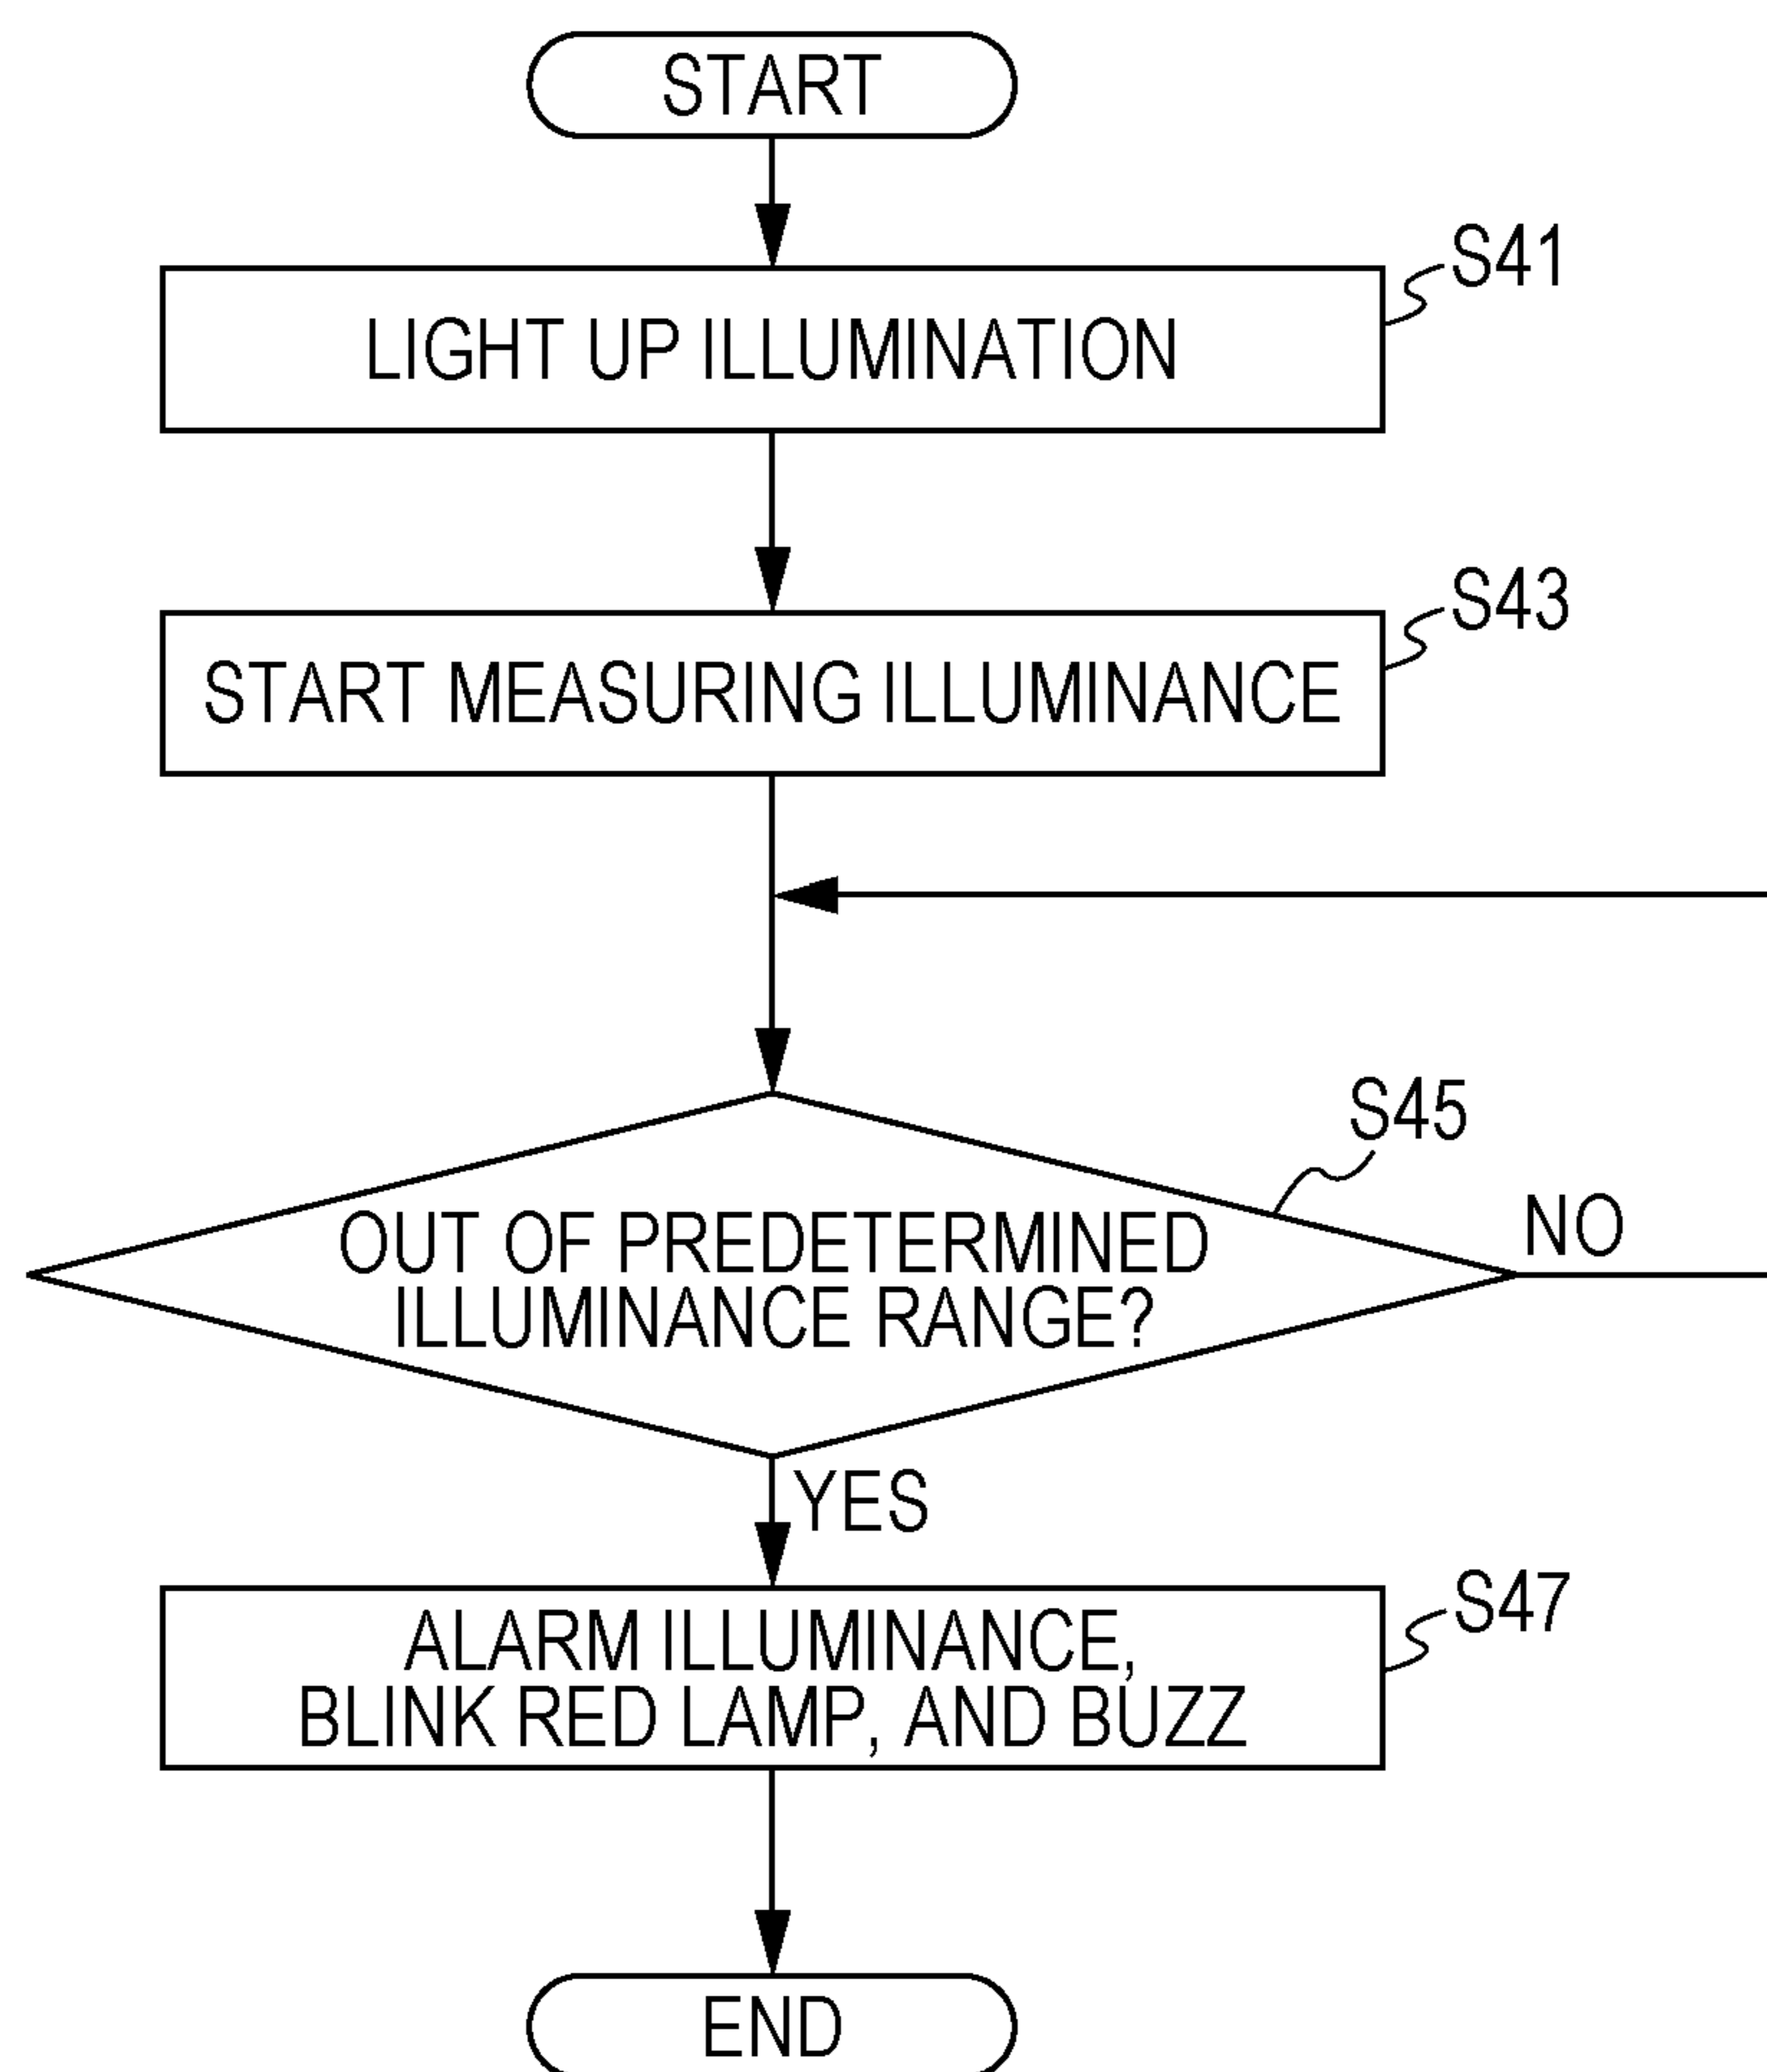 START
S41
LIGHT UP ILLUMINATION
S43
START MEASURING ILLUMINANCE
S45
NO
OUT OF PREDETERMINED
ILLUMINANCE RANGE?
YES
S47
ALARM ILLUMINANCE,
BLINK RED LAMP, AND BUZZ
END